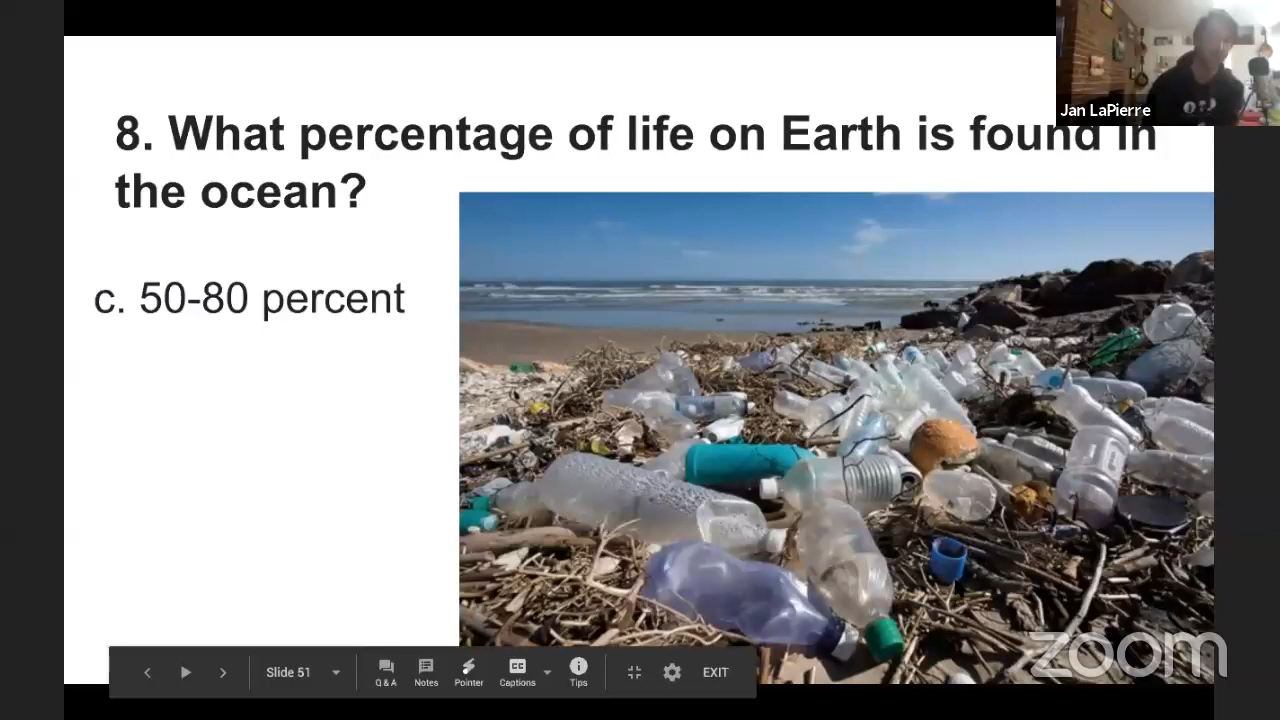 Jan LaPierre
8. What percentage of life on Earth is found in
the ocean?
c. 50-80 percent
Slide 51
Q & A
Notes
Pointer
CC
Captions
Tips
EXIT
zoom